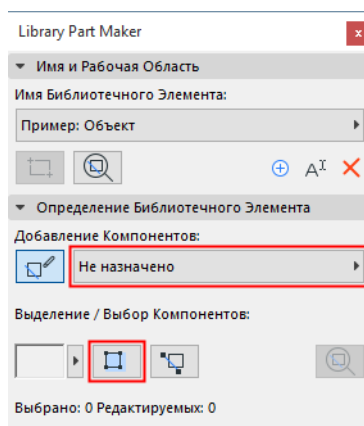 Library Part Maker
x
Имя и Рабочая Область
Имя Библиотечного Элемента:
Пример: Объект
Определение Библиотечного Элемента
Добавление Компонентов:
Не назначено
Выделение / Выбор Компонентов:
Выбрано: 0 Редактируемых: 0